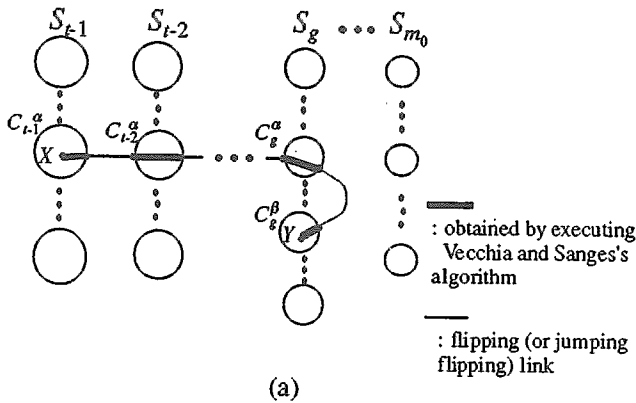 S_{t-1} S_{t-2} S_g ... S_{m_0}
C_{t-1}^α C_{t-2}^α C_g^α
X
C_g^β
Y
: obtained by executing
Vecchia and Sanges's
algorithm
: flipping (or jumping
flipping) link
(a)